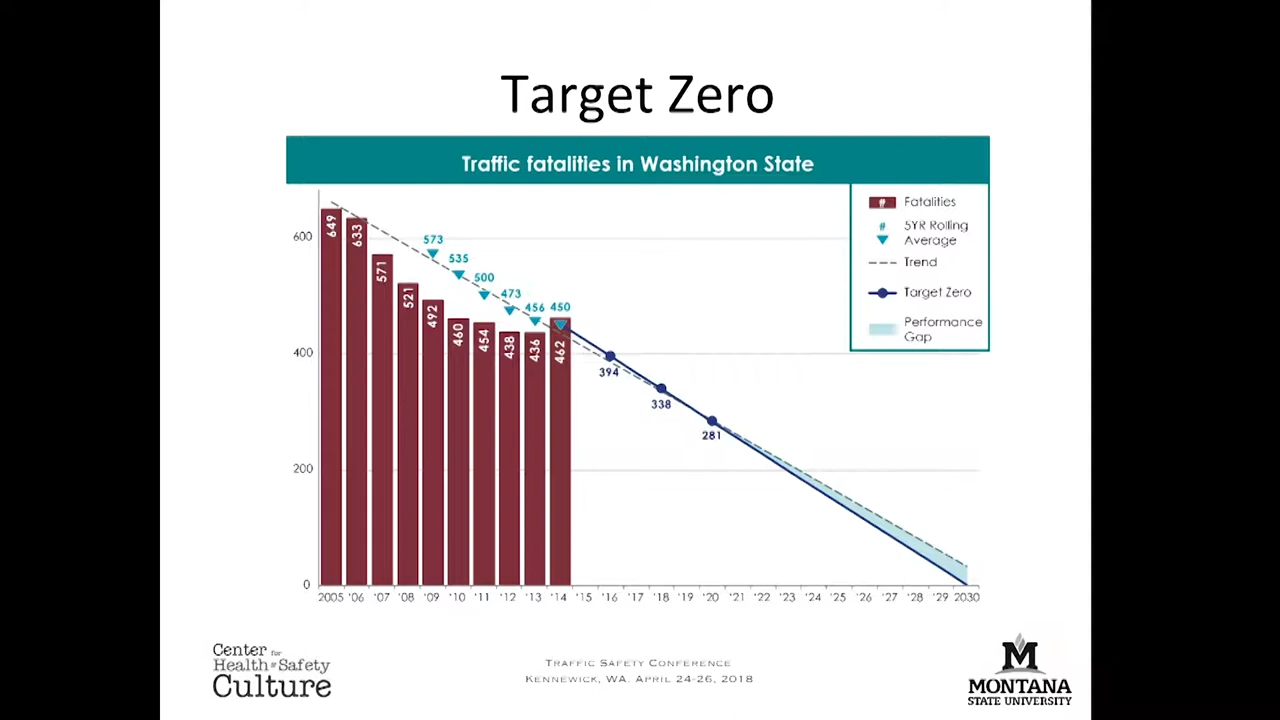 Target Zero
Traffic fatalities in Washington State
# Fatalities
# 5YR Rolling
Average
Trend
Target Zero
Performance
Gap
600
400
200
0
649
633
571
521
492
460
454
438
436
462
573
535
500
473
456
450
394
338
281
2005 '06 '07 '08 '09 '10 '11 '12 '13 '14 '15 '16 '17 '18 '19 '20 '21 '22 '23 '24 '25 '26 '27 '28 '29 2030
Center for
Health & Safety
Culture
Traffic Safety Conference
Kennewick, WA. April 24-26, 2018
M
MONTANA
STATE UNIVERSITY